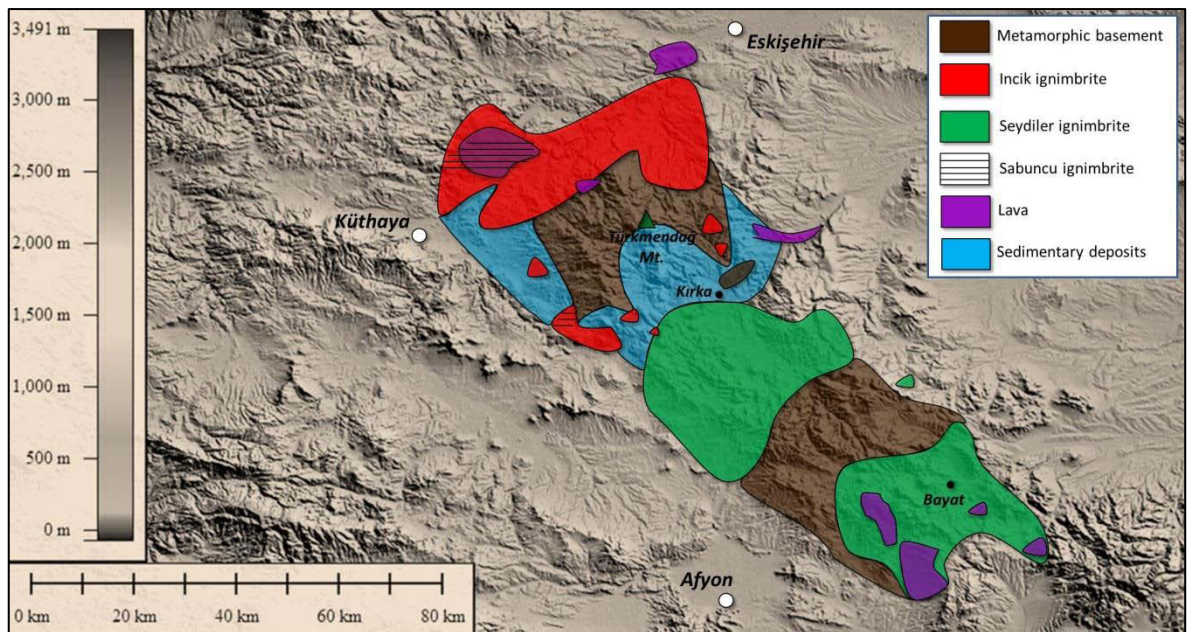 3,491 m
3,000 m
2,500 m
2,000 m
1,500 m
1,000 m
500 m
0 m
0 km
20 km
40 km
60 km
80 km
Eskişehir
Küthaya
Türkmendağ
Mt.
Kırka
Bayat
Afyon
Metamorphic basement
Incik ignimbrite
Seydiler ignimbrite
Sabuncu ignimbrite
Lava
Sedimentary deposits